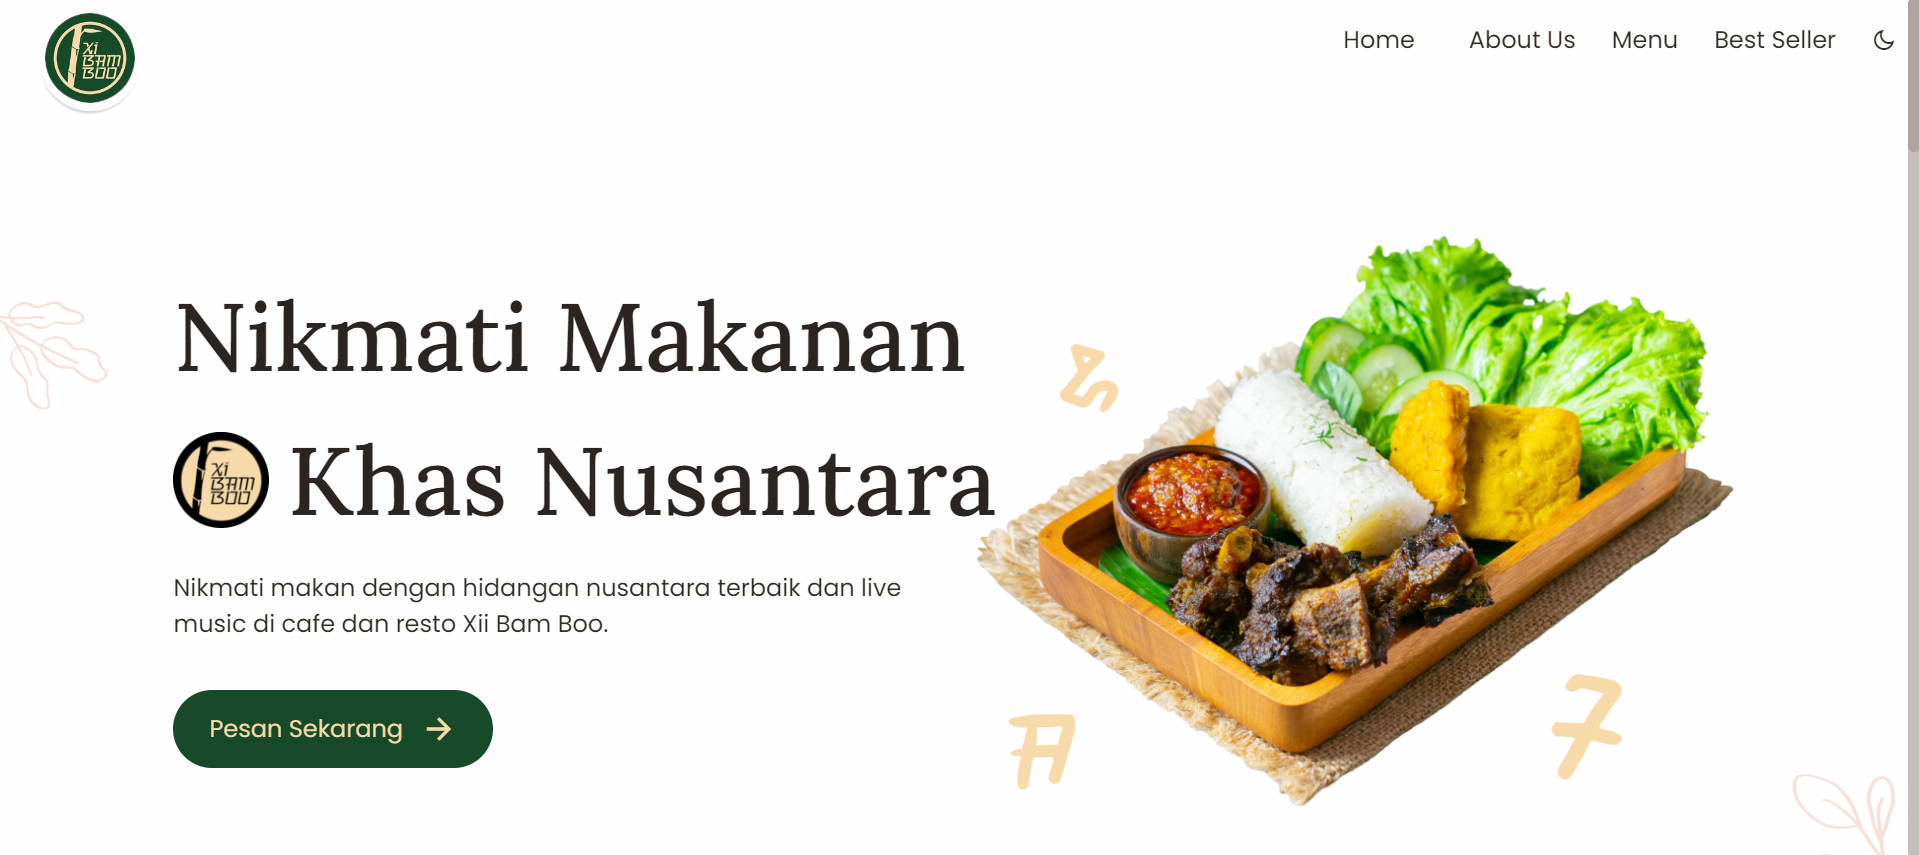 Xi
BAM
BOO
Home About Us Menu Best Seller
Nikmati Makanan
Xi
BAM
BOO
Khas Nusantara
Nikmati makan dengan hidangan nusantara terbaik dan live
music di cafe dan resto Xii Bam Boo.
Pesan Sekarang